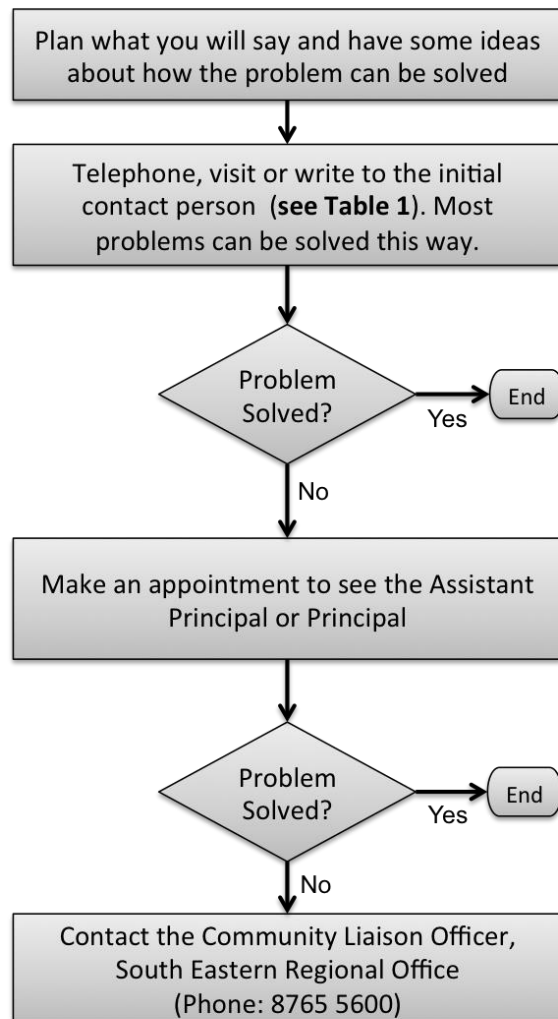 Plan what you will say and have some ideas
about how the problem can be solved
Telephone, visit or write to the initial
contact person (see Table 1). Most
problems can be solved this way.
Problem
Solved?
Yes
End
No
Make an appointment to see the Assistant
Principal or Principal
Problem
Solved?
Yes
End
No
Contact the Community Liaison Officer,
South Eastern Regional Office
(Phone: 8765 5600)